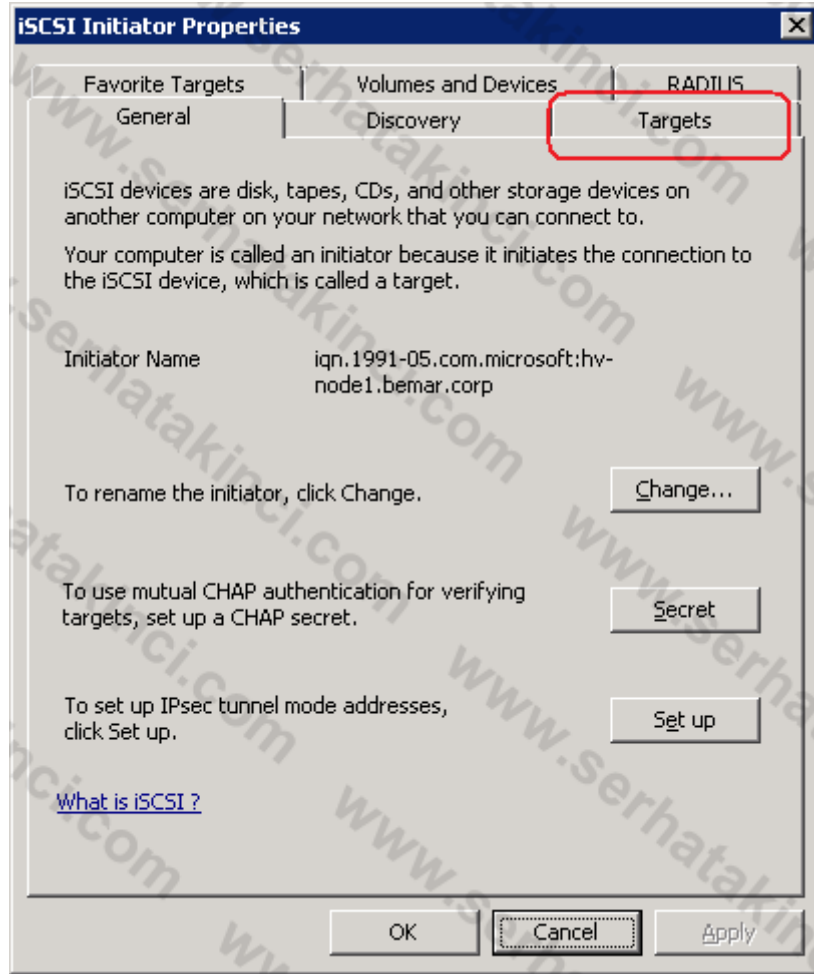 iSCSI Initiator Properties
Favorite Targets
Volumes and Devices
RADIUS
General
Discovery
Targets
iSCSI devices are disk, tapes, CDs, and other storage devices on
another computer on your network that you can connect to.
Your computer is called an initiator because it initiates the connection to
the iSCSI device, which is called a target.
Initiator Name
iqn.1991-05.com.microsoft:hv-
node1.bemar.corp
To rename the initiator, click Change.
Change...
To use mutual CHAP authentication for verifying
targets, set up a CHAP secret.
Secret
To set up IPsec tunnel mode addresses,
click Set up.
Set up
What is iSCSI ?
OK
Cancel
Apply
www.serhatakinci.com